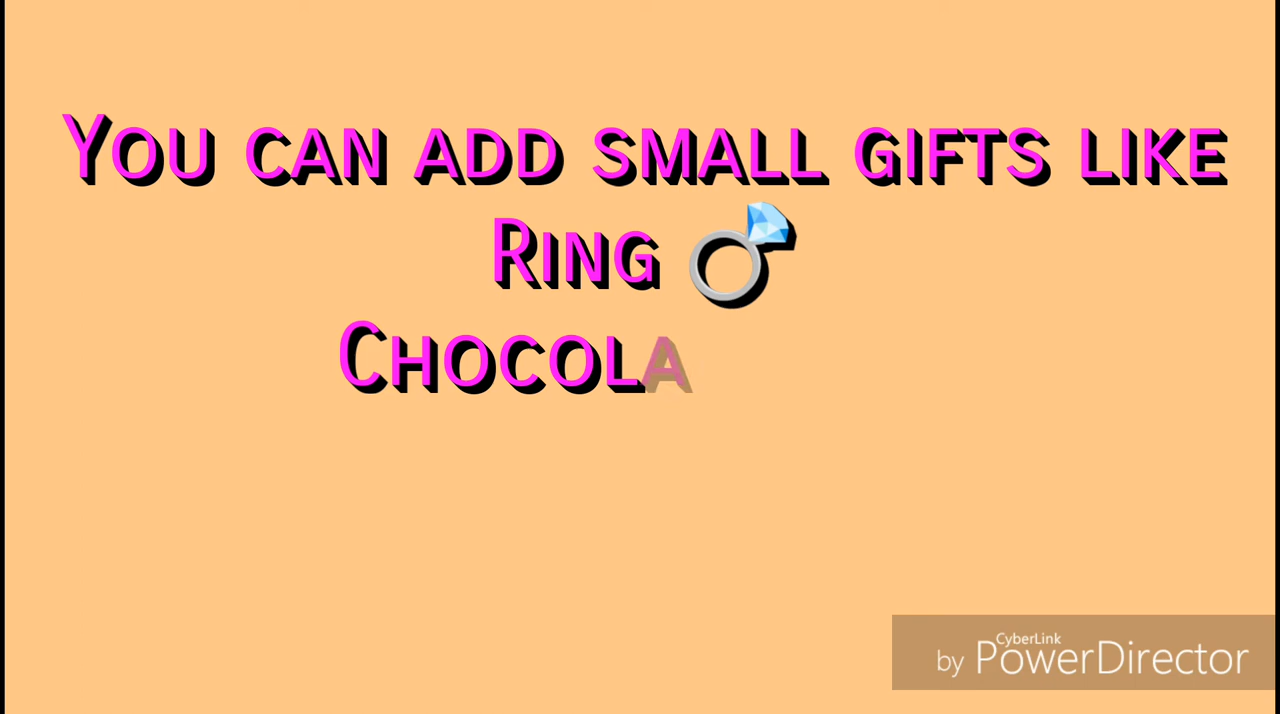 You can add small gifts like
Ring 💍
Chocola
CyberLink
by PowerDirector